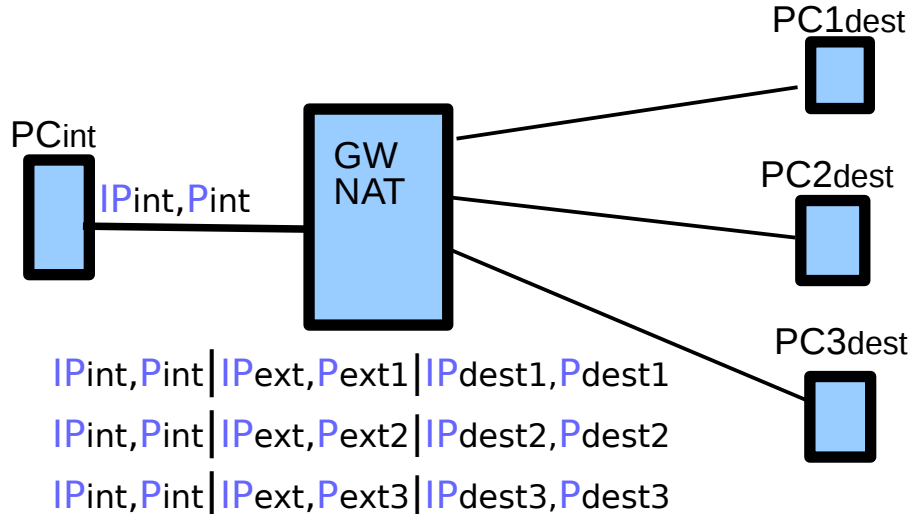 PC1dest
PCint
GW
NAT
IPint,Pint
PC2dest
PC3dest
IPint,Pint|IPext,Pext1|IPdest1,Pdest1
IPint,Pint|IPext,Pext2|IPdest2,Pdest2
IPint,Pint|IPext,Pext3|IPdest3,Pdest3